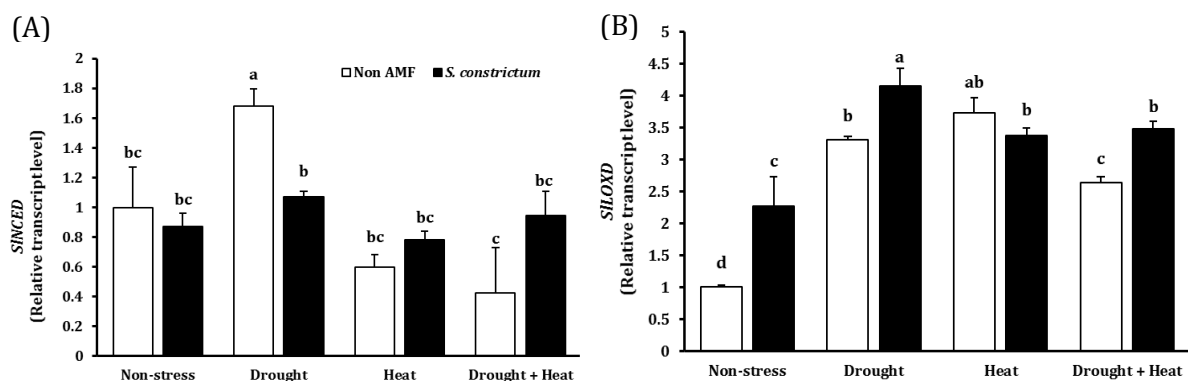 (A)
SlNCED
(Relative transcript level)
2
1.8
1.6
1.4
1.2
1
0.8
0.6
0.4
0.2
0
Non AMF S. constrictum
bc
bc
a
b
bc
bc
c
bc
Non-stress Drought Heat Drought + Heat
(B)
SlLOXD
(Relative transcript level)
5
4.5
4
3.5
3
2.5
2
1.5
1
0.5
0
d
c
b
a
ab
b
c
b
Non-stress Drought Heat Drought + Heat